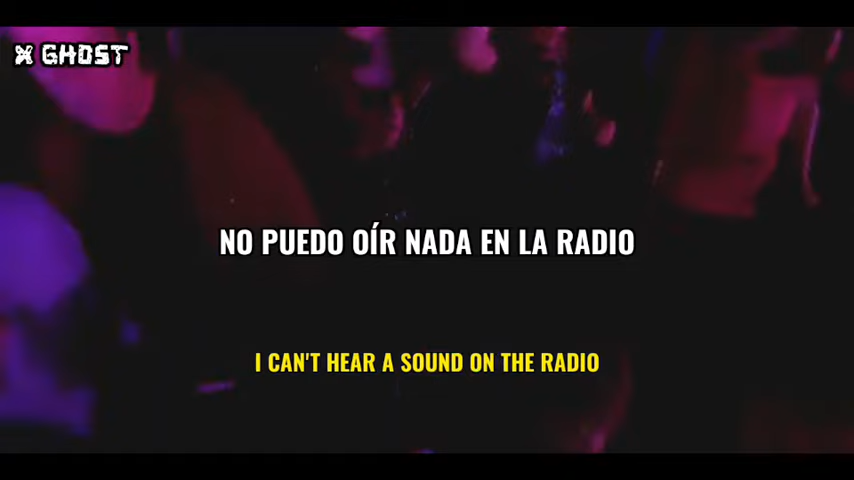 X GHOST
NO PUEDO OÍR NADA EN LA RADIO
I CAN'T HEAR A SOUND ON THE RADIO